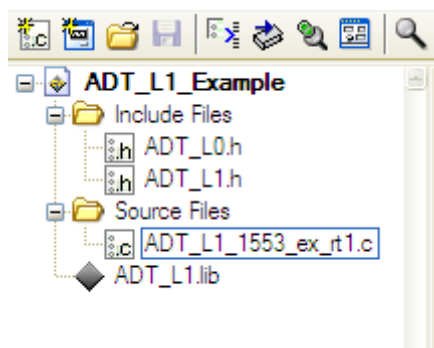 ADT_L1_Example
Include Files
.h ADT_L0.h
.h ADT_L1.h
Source Files
.c ADT_L1_1553_ex_rt1.c
ADT_L1.lib